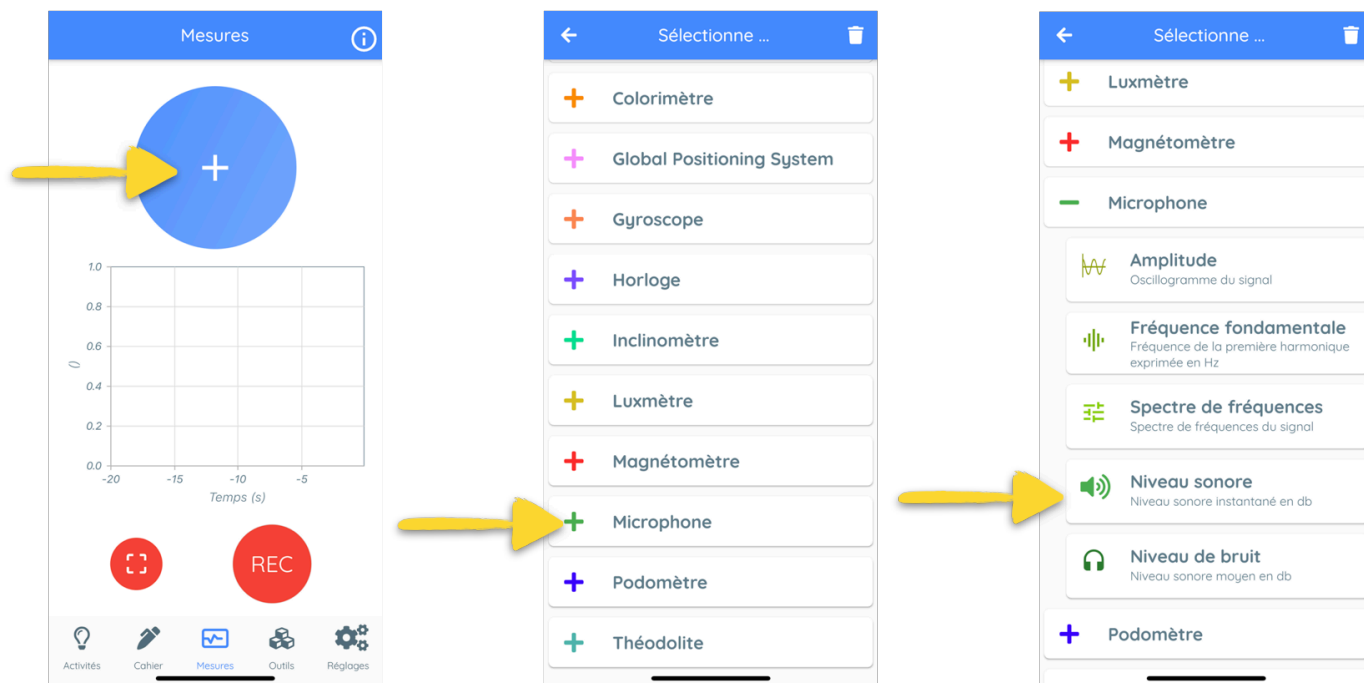 Mesures
1.0
0.8
0.6
()
0.4
0.2
0.0
-20 -15 -10 -5
Temps (s)
REC
Activités Cahier Mesures Outils Réglages
Sélectionne ...
Colorimètre
Global Positioning System
Gyroscope
Horloge
Inclinomètre
Luxmètre
Magnétomètre
Microphone
Podomètre
Théodolite
Sélectionne ...
Luxmètre
Magnétomètre
Microphone
Amplitude
Oscillogramme du signal
Fréquence fondamentale
Fréquence de la première harmonique
exprimée en Hz
Spectre de fréquences
Spectre de fréquences du signal
Niveau sonore
Niveau sonore instantané en db
Niveau de bruit
Niveau sonore moyen en db
Podomètre